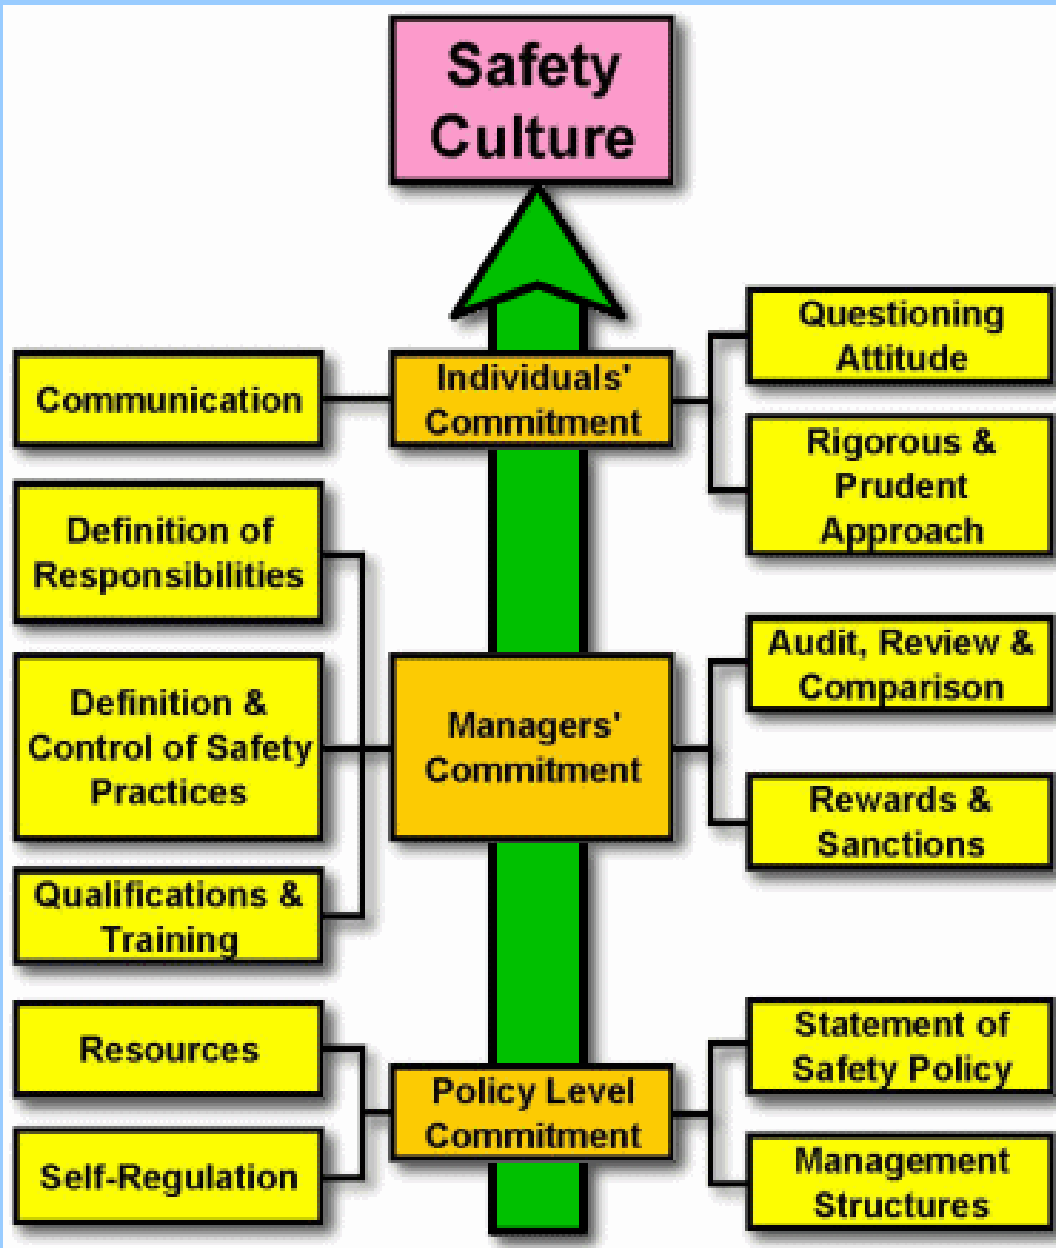 Safety
Culture
Questioning
Attitude
Communication
Individuals'
Commitment
Rigorous &
Prudent
Approach
Definition of
Responsibilities
Audit, Review &
Comparison
Definition &
Control of Safety
Practices
Managers'
Commitment
Rewards &
Sanctions
Qualifications &
Training
Resources
Statement of
Safety Policy
Policy Level
Commitment
Self-Regulation
Management
Structures